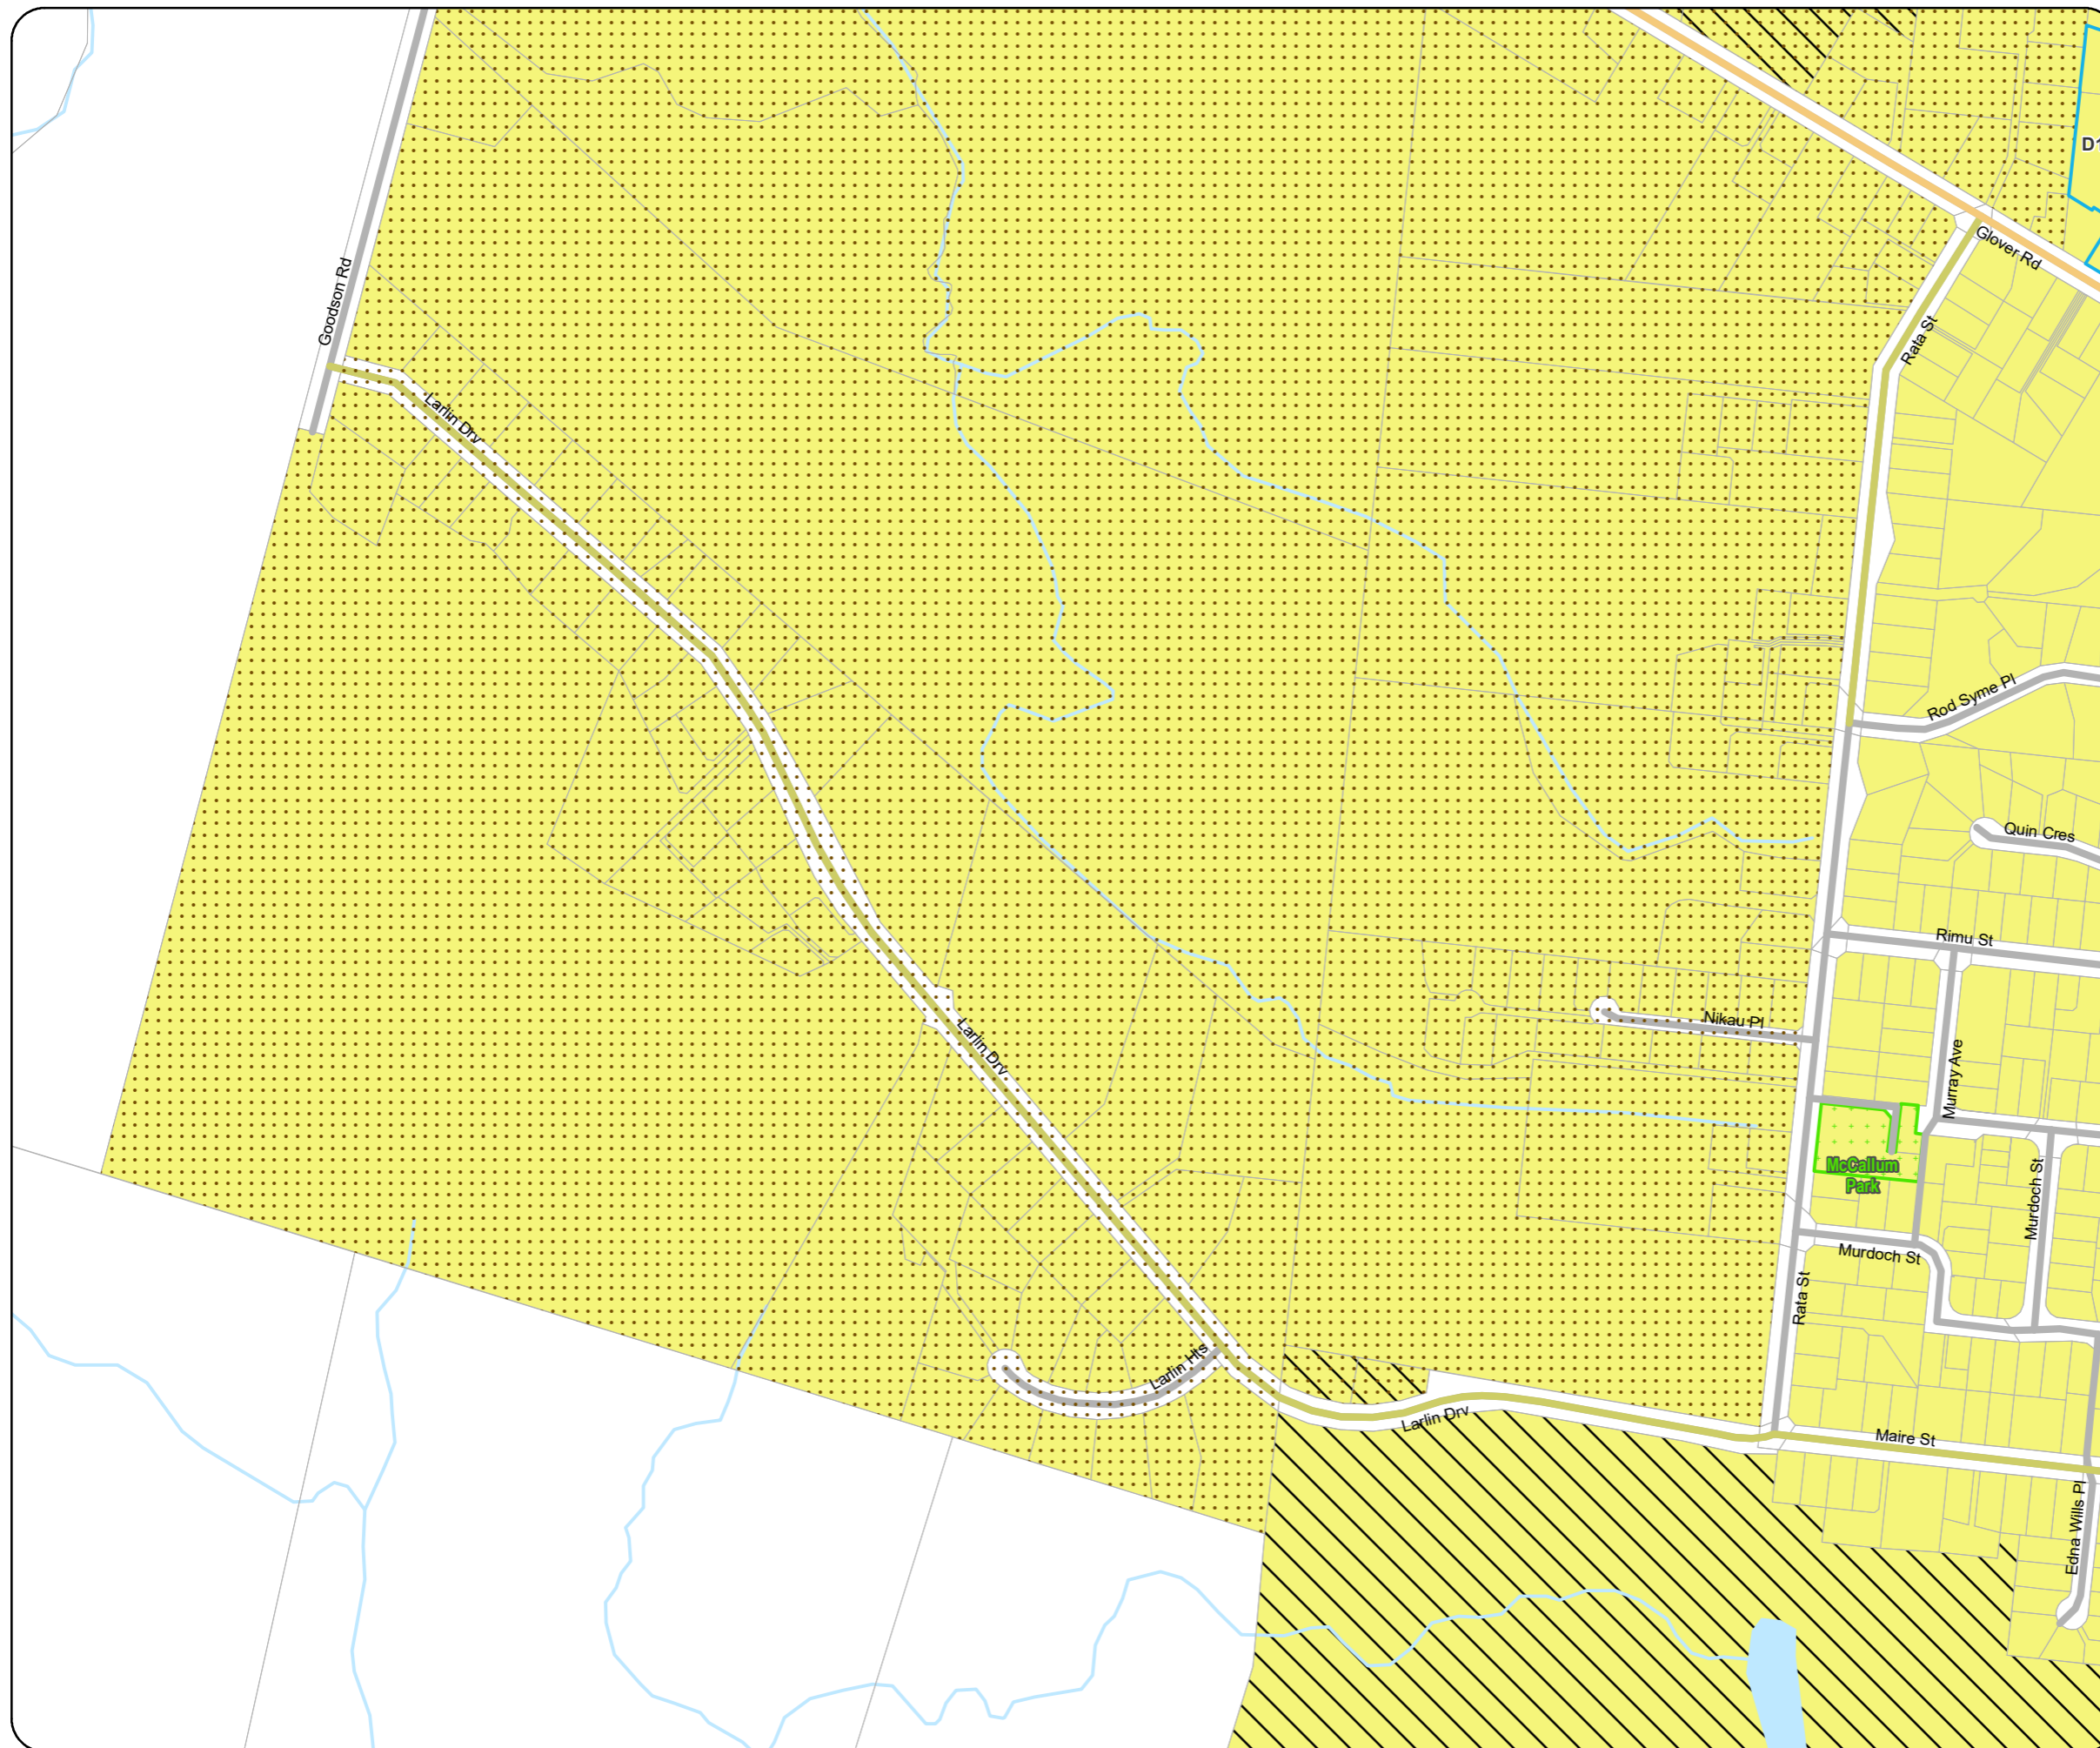 D1
Glover Rd
Goodson Rd
Rata St
Larlin Drv
Rod Syme Pl
Quin Cres
Rimu St
Nikau Pl
Larlin Drv
Murray Ave
McCallum
Park
Murdoch St
Murdoch St
Rata St
Larlin Hts
Larlin Drv
Maire St
Edna Wills Pl